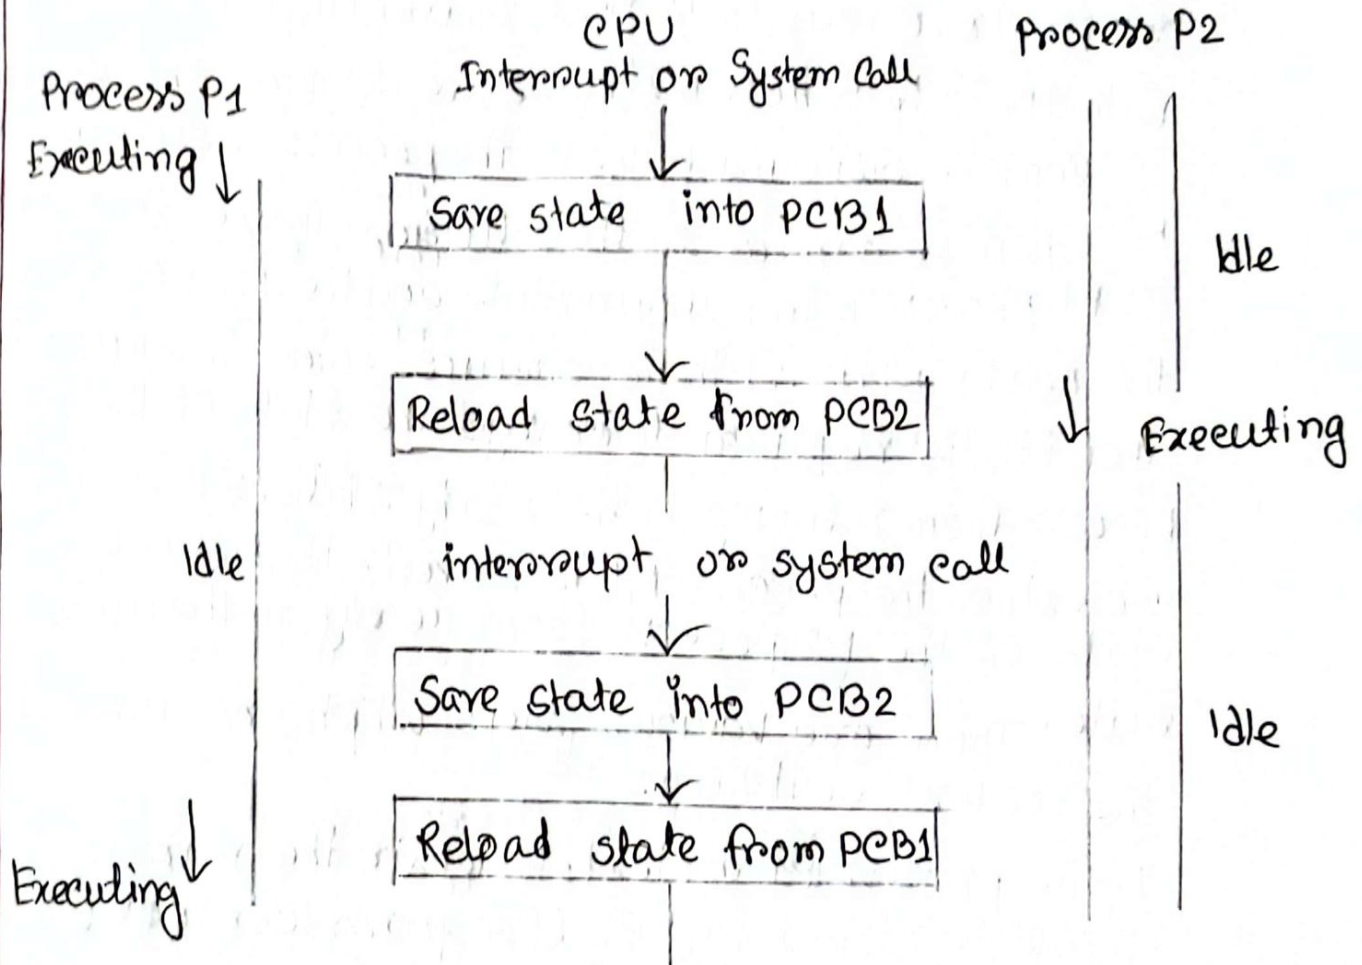 CPU
Process P2
Interrupt or System Call
Process P1
Executing
Save state into PCB1
Idle
Reload state from PCB2
Executing
Idle
interrupt or system call
Save state into PCB2
Idle
Reload state from PCB1
Executing